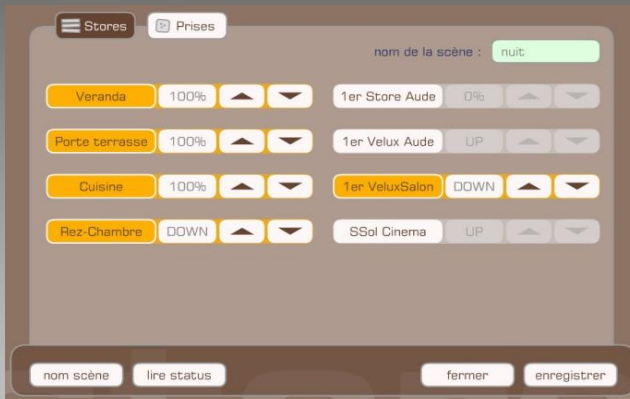 Stores Prises
nom de la scène : nuit
Veranda 100% 1er Store Aude 0%
Porte terrasse 100% 1er Velux Aude UP
Cuisine 100% 1er VeluxSalon DOWN
Rez-Chambre DOWN SSol Cinema UP
nom scène lire status fermer enregistrer